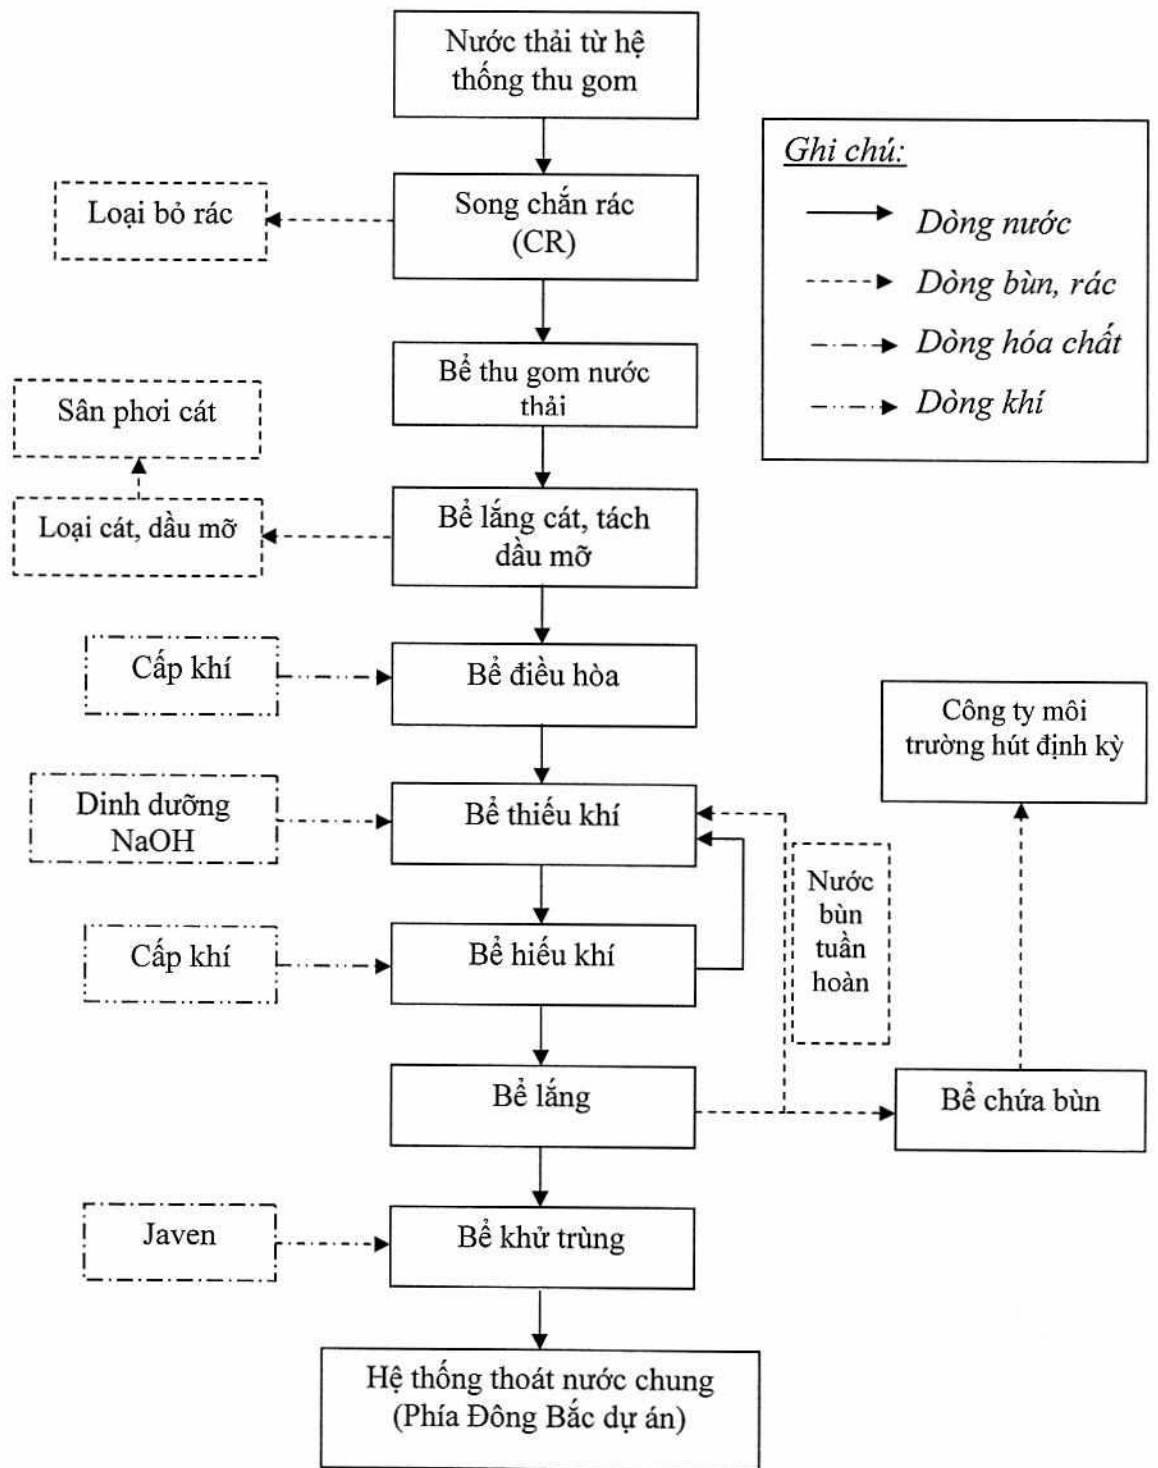 Nước thải từ hệ
thống thu gom
Ghi chú:
Dòng nước
Dòng bùn, rác
Dòng hóa chất
Dòng khí
Loại bỏ rác
Song chắn rác
(CR)
Bể thu gom nước
thải
Sân phơi cát
Loại cát, dầu mỡ
Bể lắng cát, tách
dầu mỡ
Cấp khí
Bể điều hòa
Công ty môi
trường hút định kỳ
Dinh dưỡng
NaOH
Bể thiếu khí
Nước
bùn
tuần
hoàn
Cấp khí
Bể hiếu khí
Bể lắng
Bể chứa bùn
Javen
Bể khử trùng
Hệ thống thoát nước chung
(Phía Đông Bắc dự án)